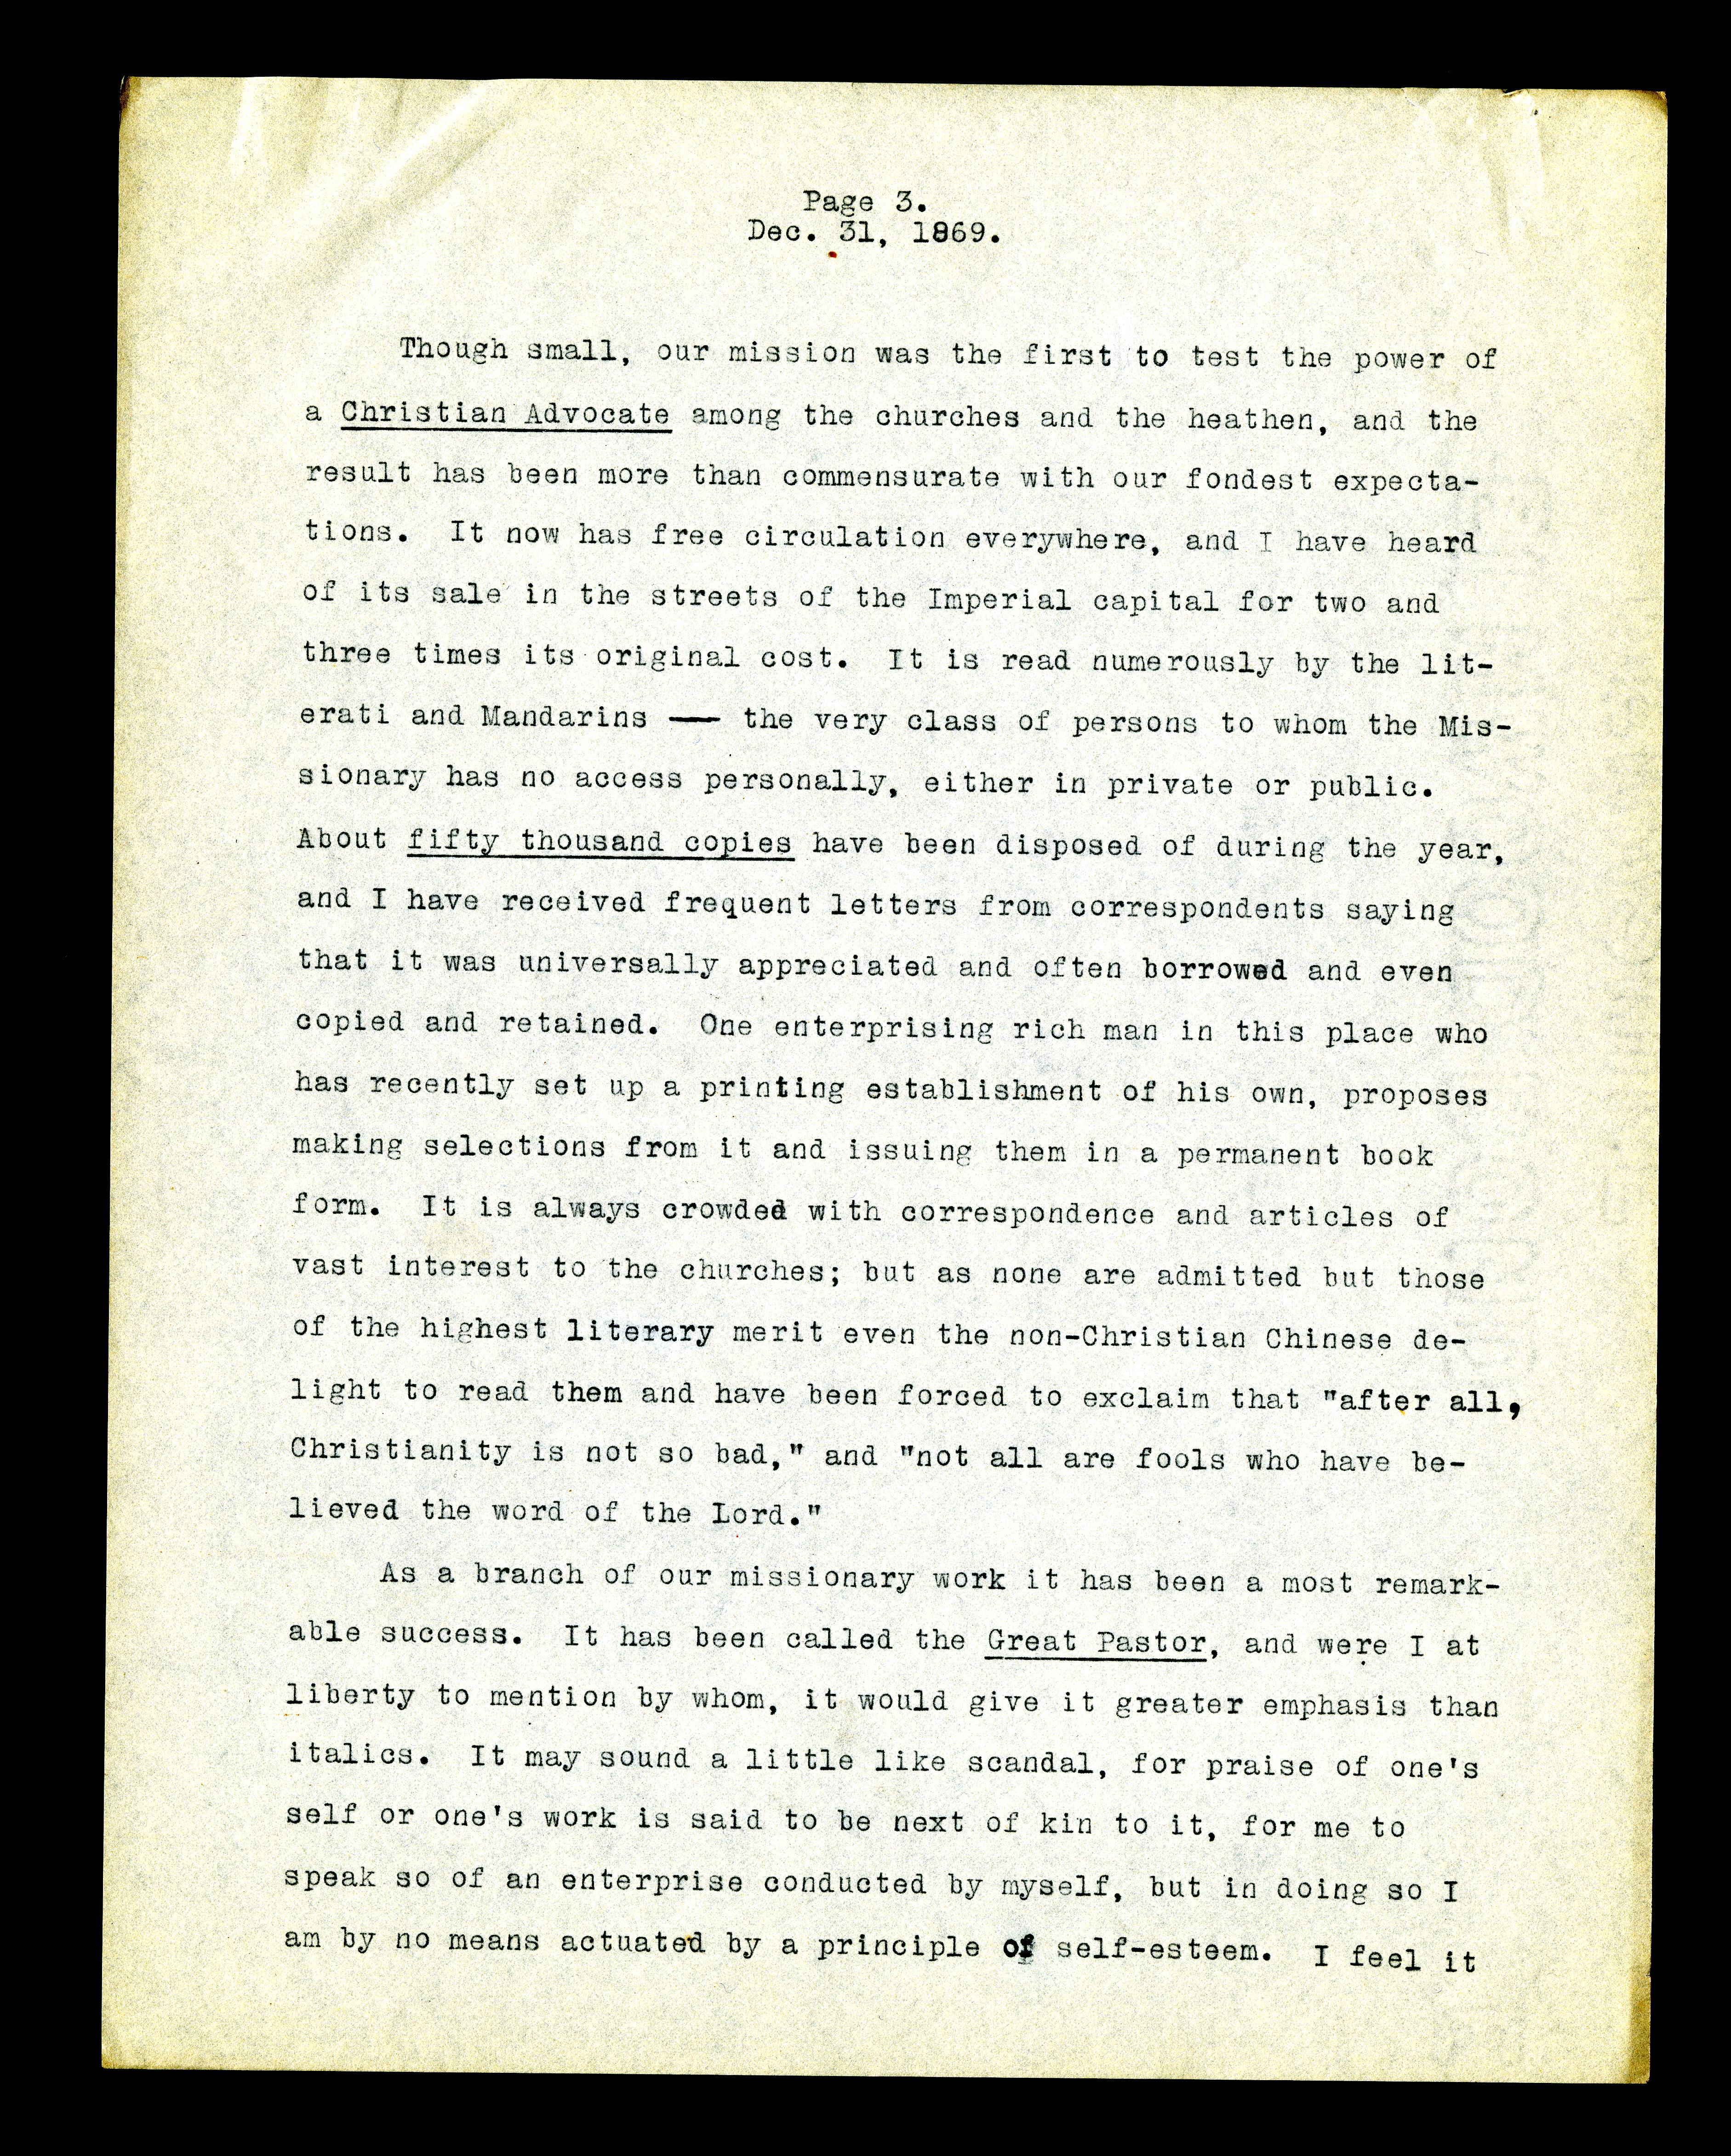 Page 3.
Dec. 31, 1869.
Though small, our mission was the first to test the power of
a Christian Advocate among the churches and the heathen, and the
result has been more than commensurate with our fondest expecta-
tions. It now has free circulation everywhere, and I have heard
of its sale in the streets of the Imperial capital for two and
three times its original cost. It is read numerously by the lit-
erati and Mandarins — the very class of persons to whom the Mis-
sionary has no access personally, either in private or public.
About fifty thousand copies have been disposed of during the year,
and I have received frequent letters from correspondents saying
that it was universally appreciated and often borrowed and even
copied and retained. One enterprising rich man in this place who
has recently set up a printing establishment of his own, proposes
making selections from it and issuing them in a permanent book
form. It is always crowded with correspondence and articles of
vast interest to the churches; but as none are admitted but those
of the highest literary merit even the non-Christian Chinese de-
light to read them and have been forced to exclaim that "after all,
Christianity is not so bad," and "not all are fools who have be-
lieved the word of the Lord."
As a branch of our missionary work it has been a most remark-
able success. It has been called the Great Pastor, and were I at
liberty to mention by whom, it would give it greater emphasis than
italics. It may sound a little like scandal, for praise of one's
self or one's work is said to be next of kin to it, for me to
speak so of an enterprise conducted by myself, but in doing so I
am by no means actuated by a principle of self-esteem. I feel it